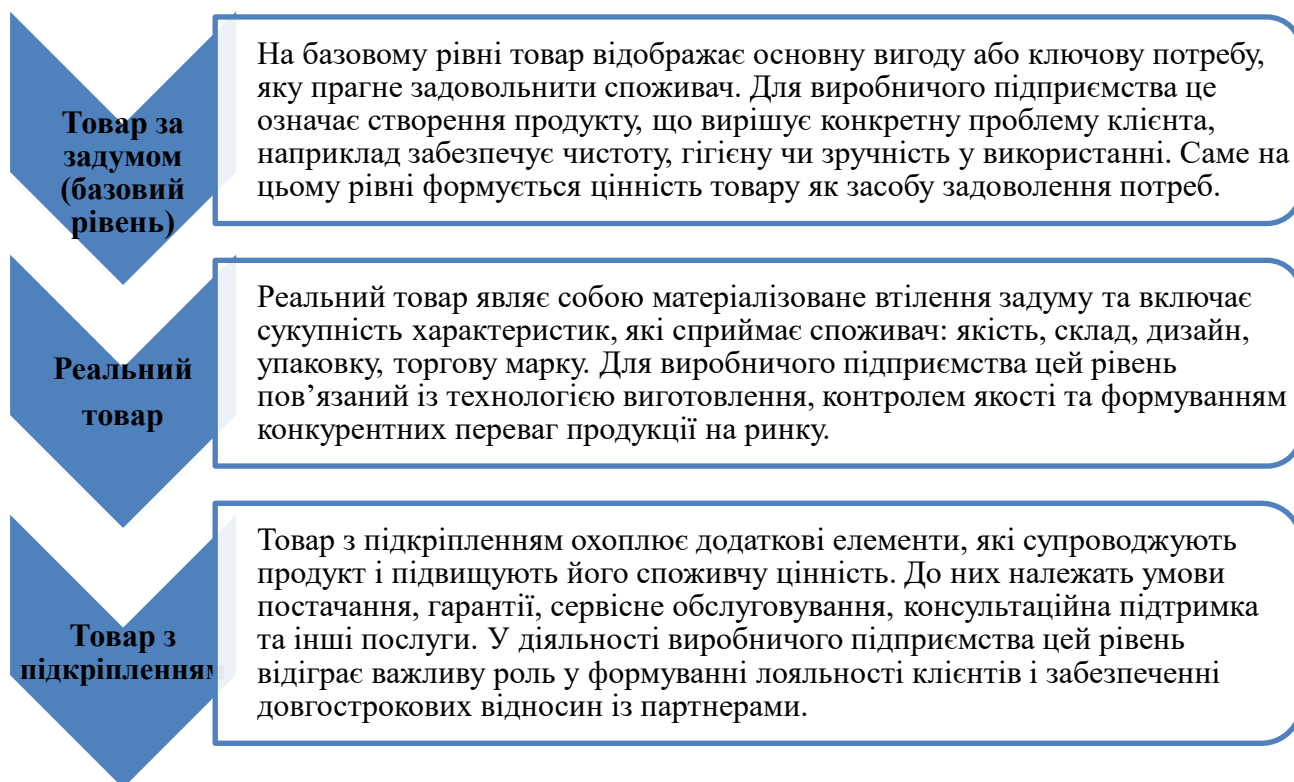 Товар за
задумом
(базовий
рівень)
На базовому рівні товар відображає основну вигоду або ключову потребу,
яку прагне задовольнити споживач. Для виробничого підприємства це
означає створення продукту, що вирішує конкретну проблему клієнта,
наприклад забезпечує чистоту, гігієну чи зручність у використанні. Саме на
цьому рівні формується цінність товару як засобу задоволення потреб.
Реальний
товар
Реальний товар являє собою матеріалізоване втілення задуму та включає
сукупність характеристик, які сприймає споживач: якість, склад, дизайн,
упаковку, торгову марку. Для виробничого підприємства цей рівень
пов’язаний із технологією виготовлення, контролем якості та формуванням
конкурентних переваг продукції на ринку.
Товар з
підкріпленням
Товар з підкріпленням охоплює додаткові елементи, які супроводжують
продукт і підвищують його споживчу цінність. До них належать умови
постачання, гарантії, сервісне обслуговування, консультаційна підтримка
та інші послуги. У діяльності виробничого підприємства цей рівень
відіграє важливу роль у формуванні лояльності клієнтів і забезпеченні
довгострокових відносин із партнерами.